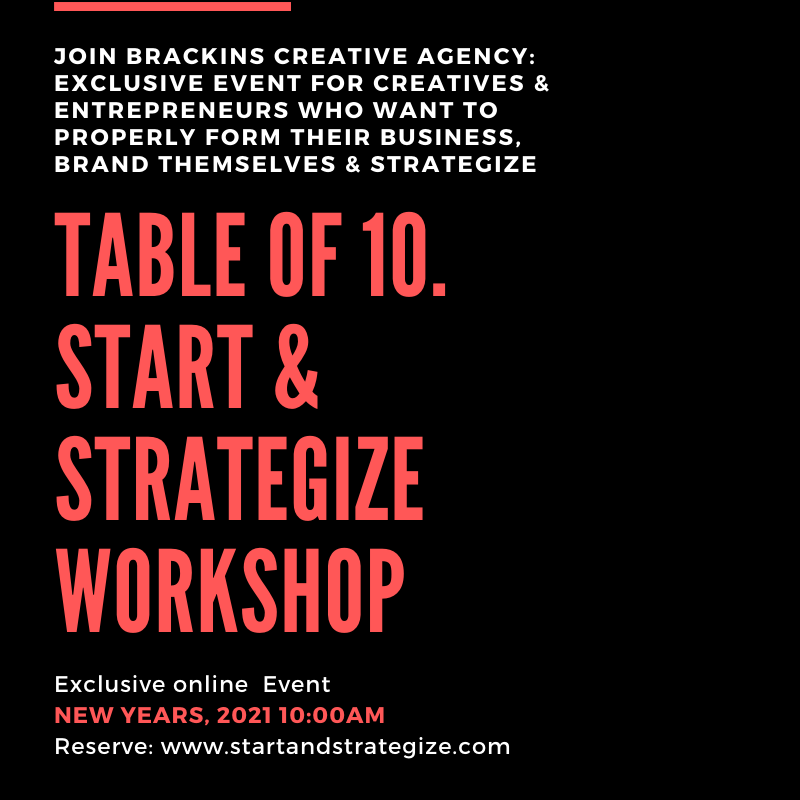 JOIN BRACKINS CREATIVE AGENCY:
EXCLUSIVE EVENT FOR CREATIVES &
ENTREPRENEURS WHO WANT TO
PROPERLY FORM THEIR BUSINESS,
BRAND THEMSELVES & STRATEGIZE
TABLE OF 10.
START &
STRATEGIZE
WORKSHOP
Exclusive online  Event
NEW YEARS, 2021 10:00AM
Reserve: www.startandstrategize.com